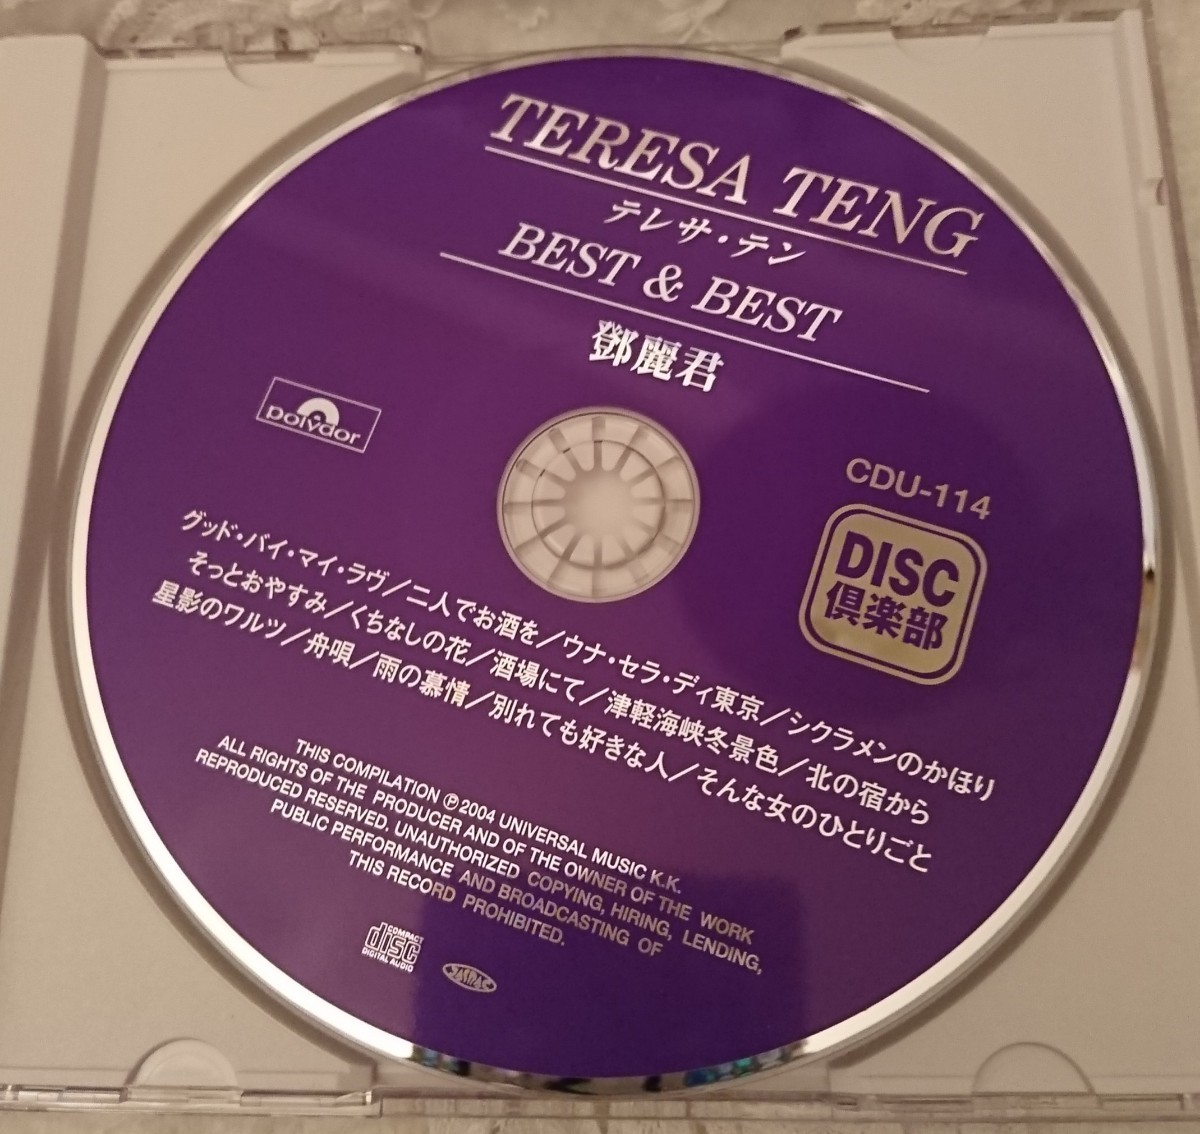 TERESA TENG
テレサ・テン
BEST & BEST
鄧麗君
polydor
CDU-114
DISC
倶楽部
グッド・バイ・マイ・ラヴ／二人でお酒を／ウナ・セラ・ディ東京／シクラメンのかほり
そっとおやすみ／くちなしの花／酒場にて／津軽海峡冬景色／北の宿から
星影のワルツ／舟唄／雨の慕情／別れても好きな人／そんな女のひとりごと
THIS COMPILATION ℗ 2004 UNIVERSAL MUSIC K.K.
ALL RIGHTS OF THE PRODUCER AND OF THE OWNER OF THE WORK
REPRODUCED RESERVED. UNAUTHORIZED COPYING, HIRING, LENDING,
PUBLIC PERFORMANCE AND BROADCASTING OF
THIS RECORD PROHIBITED.
COMPACT
disc
DIGITAL AUDIO
JASRAC